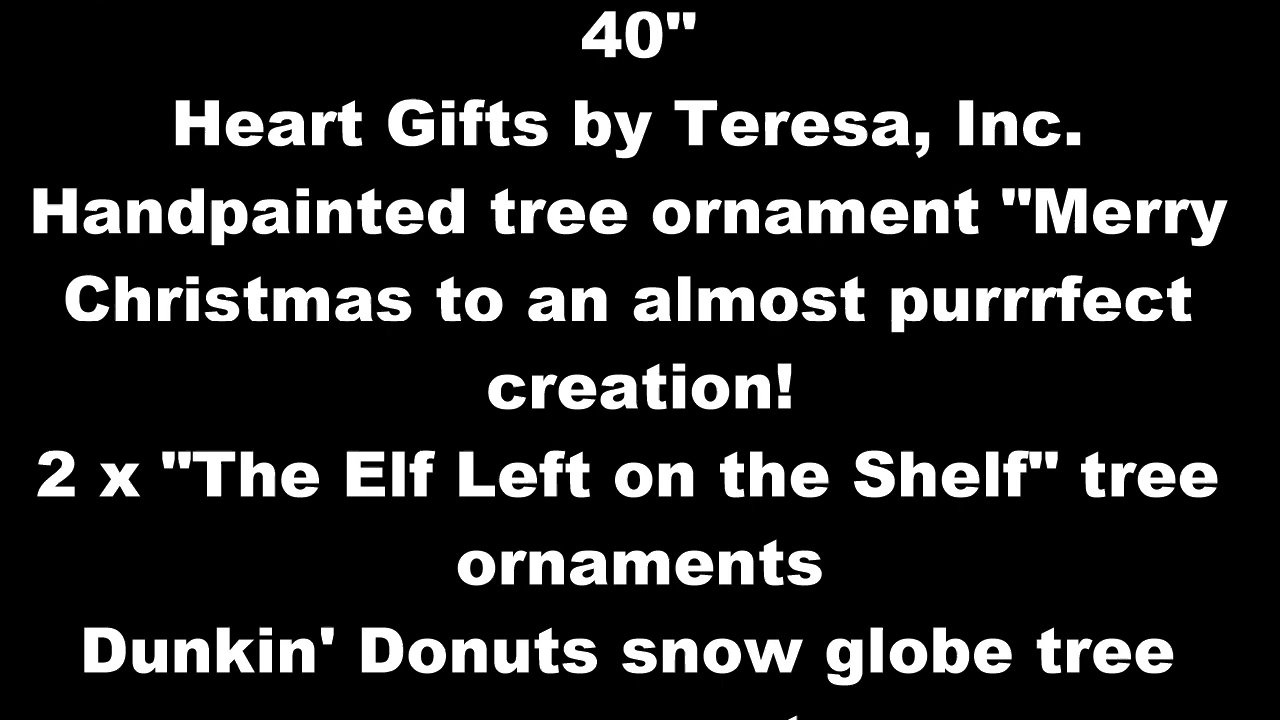 40"
Heart Gifts by Teresa, Inc.
Handpainted tree ornament "Merry
Christmas to an almost purrrfect
creation!
2 x "The Elf Left on the Shelf" tree
ornaments
Dunkin' Donuts snow globe tree